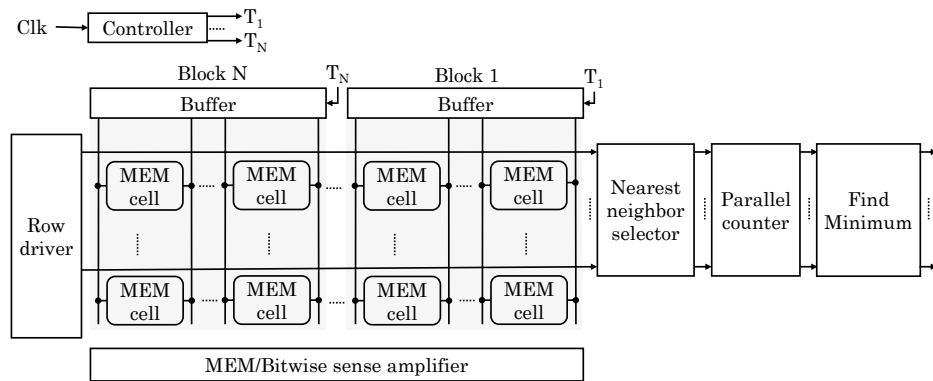 Clk
Controller
T1
......
TN
Block N
TN
Block 1
T1
Buffer
Buffer
Row
driver
MEM
cell
......
MEM
cell
......
MEM
cell
......
MEM
cell
Nearest
neighbor
selector
Parallel
counter
Find
Minimum
MEM
cell
......
MEM
cell
......
MEM
cell
......
MEM
cell
MEM/Bitwise sense amplifier